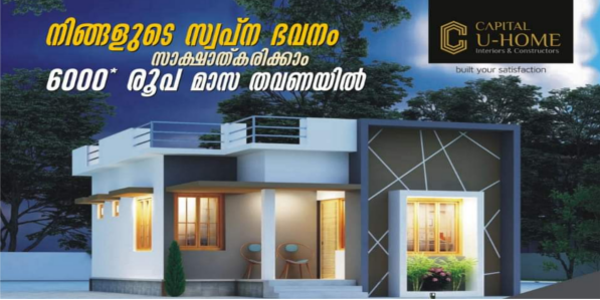 നിങ്ങളുടെ സ്വപ്ന ഭവനം
സാക്ഷാത്കരിക്കാം
6000* രൂപ മാസ തവണയിൽ
CAPITAL
U-HOME
Interiors & Constructors
built your satisfaction